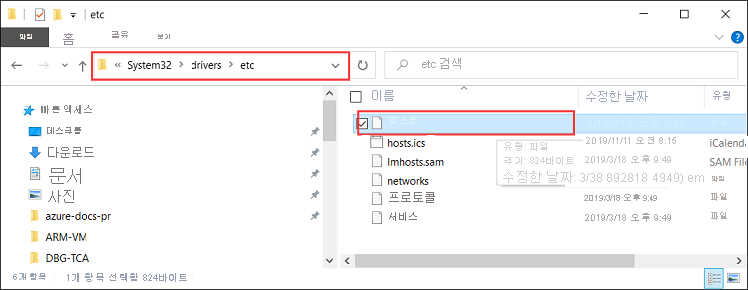 etc
파일 홈 공유 보기
« System32 drivers etc
etc 검색
이름 수정한 날짜 유형
빠른 액세스
데스크톱
다운로드
문서
사진
azure-docs-pr
ARM-VM
DBG-TCA
호스트
hosts.ics 2019/11/11 오전 8:15 iCalenda
lmhosts.sam 2019/3/18 오후 9:49 SAM File
networks 2019/3/18 오후 9:49 파일
프로토콜 2019/3/18 오후 9:49 파일
서비스 2019/3/18 오후 9:49 파일
유형: 파일
크기: 824바이트
수정한 날짜: 3/38 892818 4949) em
6개 항목 1개 항목 선택함 824바이트